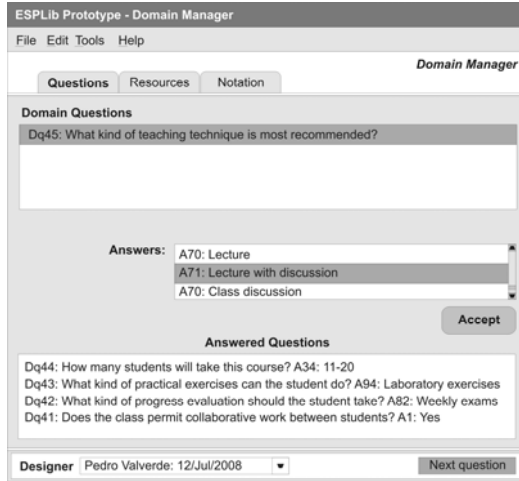 ESPLib Prototype - Domain Manager
File Edit Tools Help
Domain Manager
Questions Resources Notation
Domain Questions
Dq45: What kind of teaching technique is most recommended?
Answers:
A70: Lecture
A71: Lecture with discussion
A70: Class discussion
Accept
Answered Questions
Dq44: How many students will take this course? A34: 11-20
Dq43: What kind of practical exercises can the student do? A94: Laboratory exercises
Dq42: What kind of progress evaluation should the student take? A82: Weekly exams
Dq41: Does the class permit collaborative work between students? A1: Yes
Designer Pedro Valverde: 12/Jul/2008 Next question